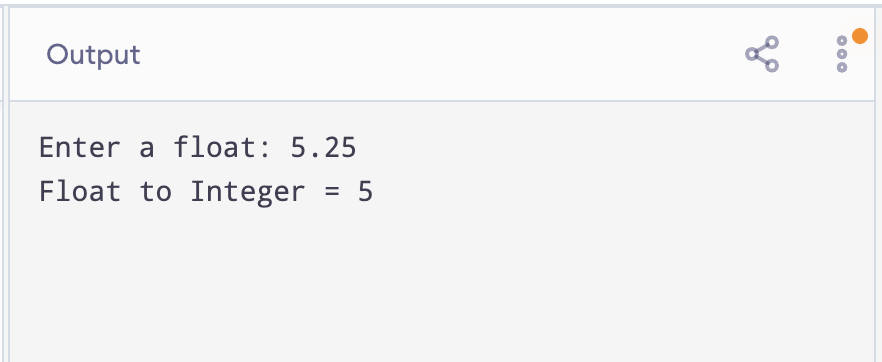 Output
Enter a float: 5.25
Float to Integer = 5